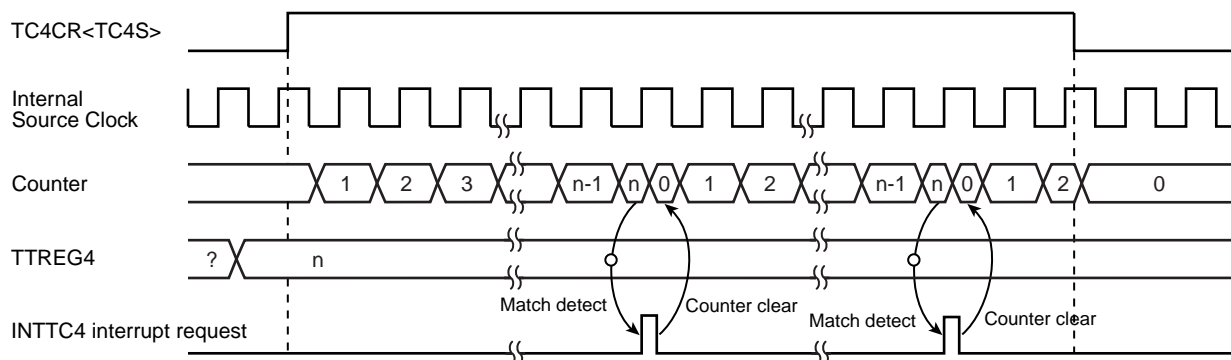 TC4CR<TC4S>
Internal
Source Clock
Counter 1 2 3 n-1 n 0 1 2 n-1 n 0 1 2 0
TTREG4 ? n
Match detect Counter clear Match detect Counter clear
INTTC4 interrupt request